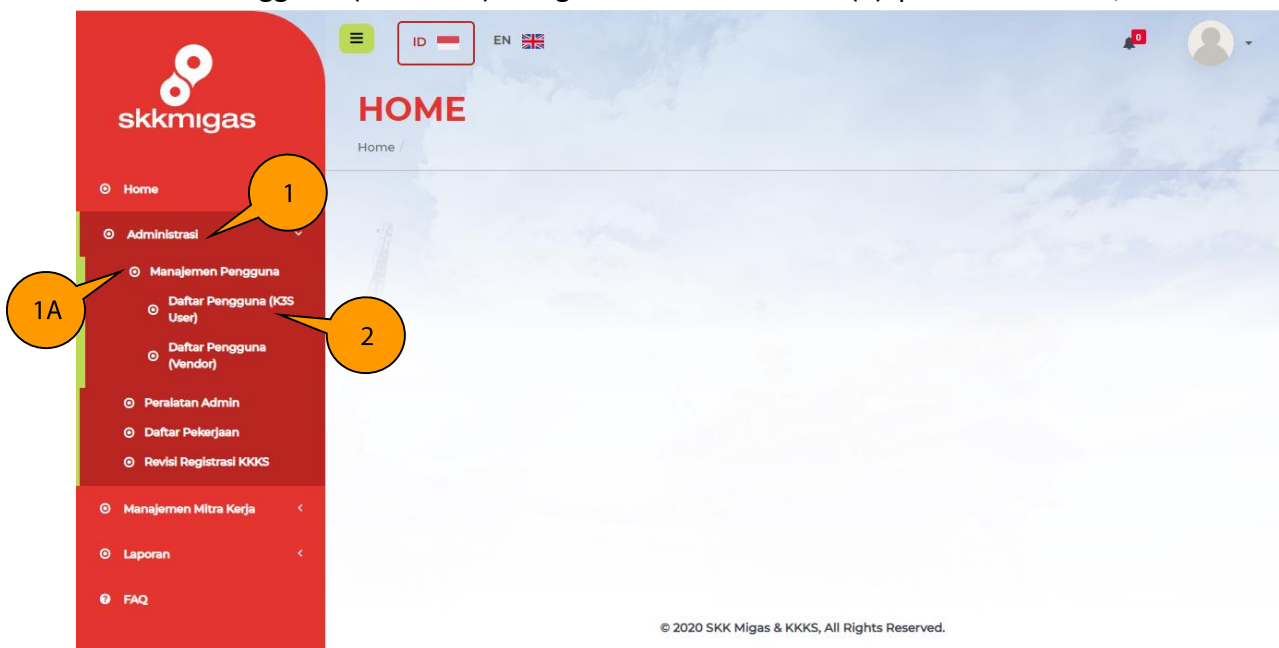 ID
EN
0
skkmigas
HOME
Home /
Home
1
Administrasi
Manajemen Pengguna
1A
Daftar Pengguna (K3S
User)
2
Daftar Pengguna
(Vendor)
Peralatan Admin
Daftar Pekerjaan
Revisi Registrasi KKKS
Manajemen Mitra Kerja
Laporan
FAQ
© 2020 SKK Migas & KKKS, All Rights Reserved.